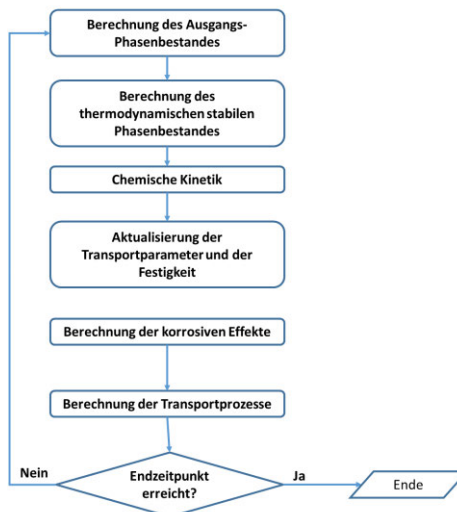 Berechnung des Ausgangs-
Phasenbestandes
Berechnung des
thermodynamischen stabilen
Phasenbestandes
Chemische Kinetik
Aktualisierung der
Transportparameter und der
Festigkeit
Berechnung der korrosiven Effekte
Berechnung der Transportprozesse
Nein
Endzeitpunkt
erreicht?
Ja
Ende